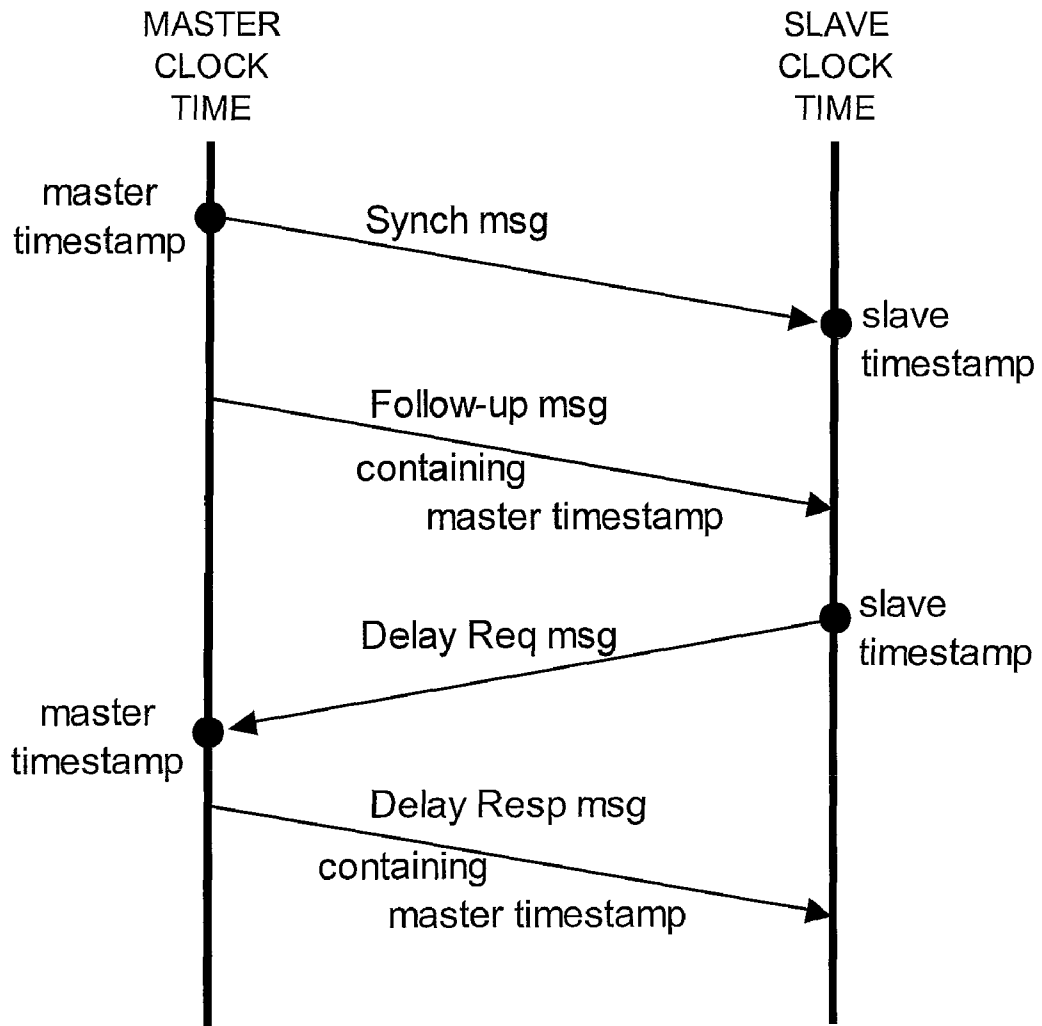 MASTER
CLOCK
TIME
SLAVE
CLOCK
TIME
master
timestamp
Synch msg
slave
timestamp
Follow-up msg
containing
master timestamp
slave
timestamp
Delay Req msg
master
timestamp
Delay Resp msg
containing
master timestamp